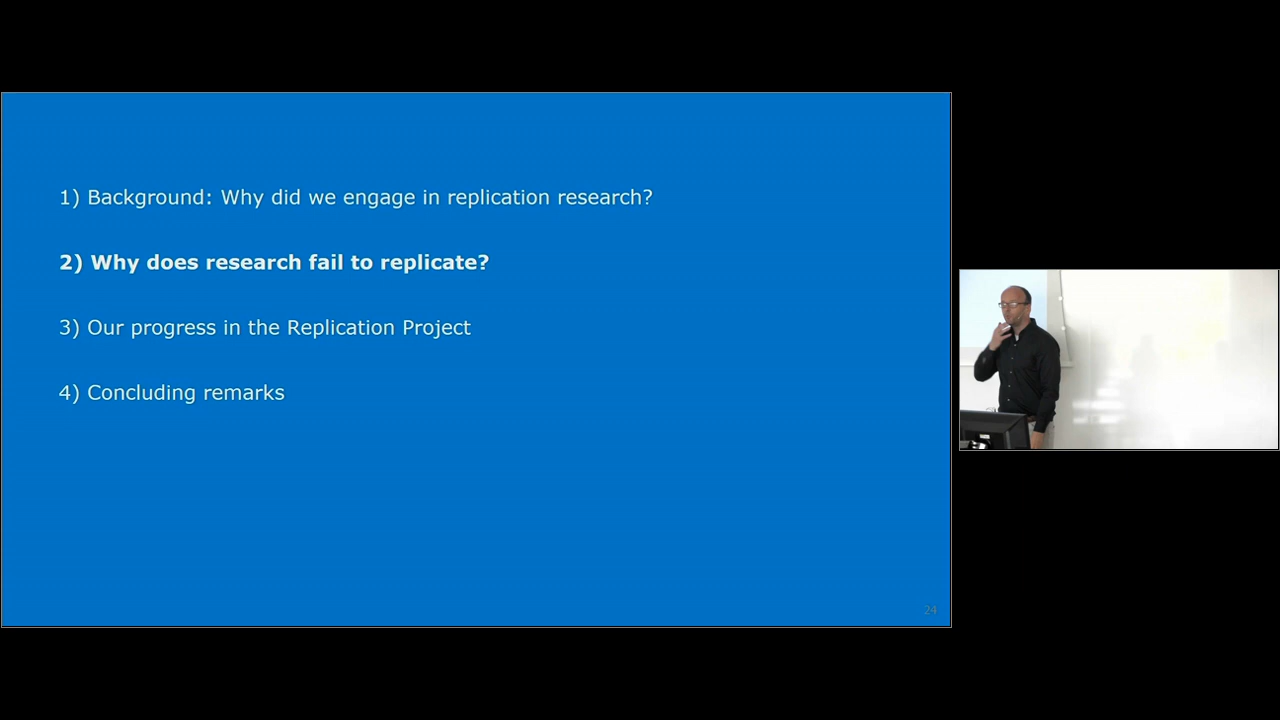 1) Background: Why did we engage in replication research?
2) Why does research fail to replicate?
3) Our progress in the Replication Project
4) Concluding remarks
24